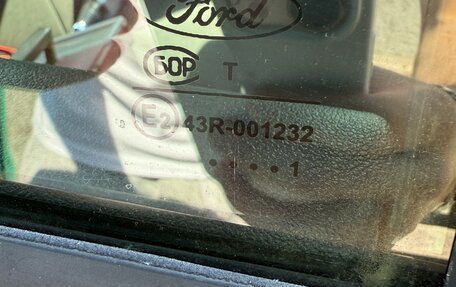 Ford
БОР Т
E2 43R-001232
• • • • 1